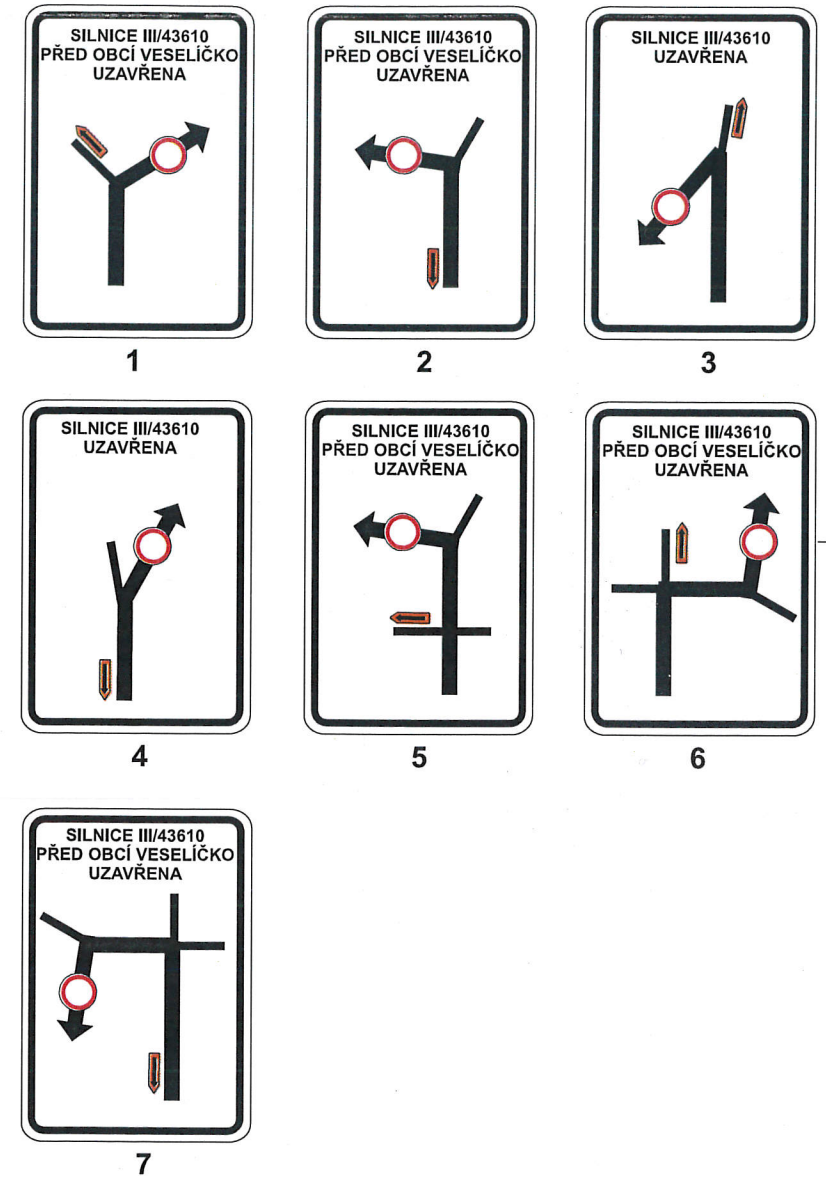 SILNICE III/43610
PŘED OBCÍ VESELÍČKO
UZAVŘENA
1
SILNICE III/43610
PŘED OBCÍ VESELÍČKO
UZAVŘENA
2
SILNICE III/43610
UZAVŘENA
3
SILNICE III/43610
UZAVŘENA
4
SILNICE III/43610
PŘED OBCÍ VESELÍČKO
UZAVŘENA
5
SILNICE III/43610
PŘED OBCÍ VESELÍČKO
UZAVŘENA
6
SILNICE III/43610
PŘED OBCÍ VESELÍČKO
UZAVŘENA
7